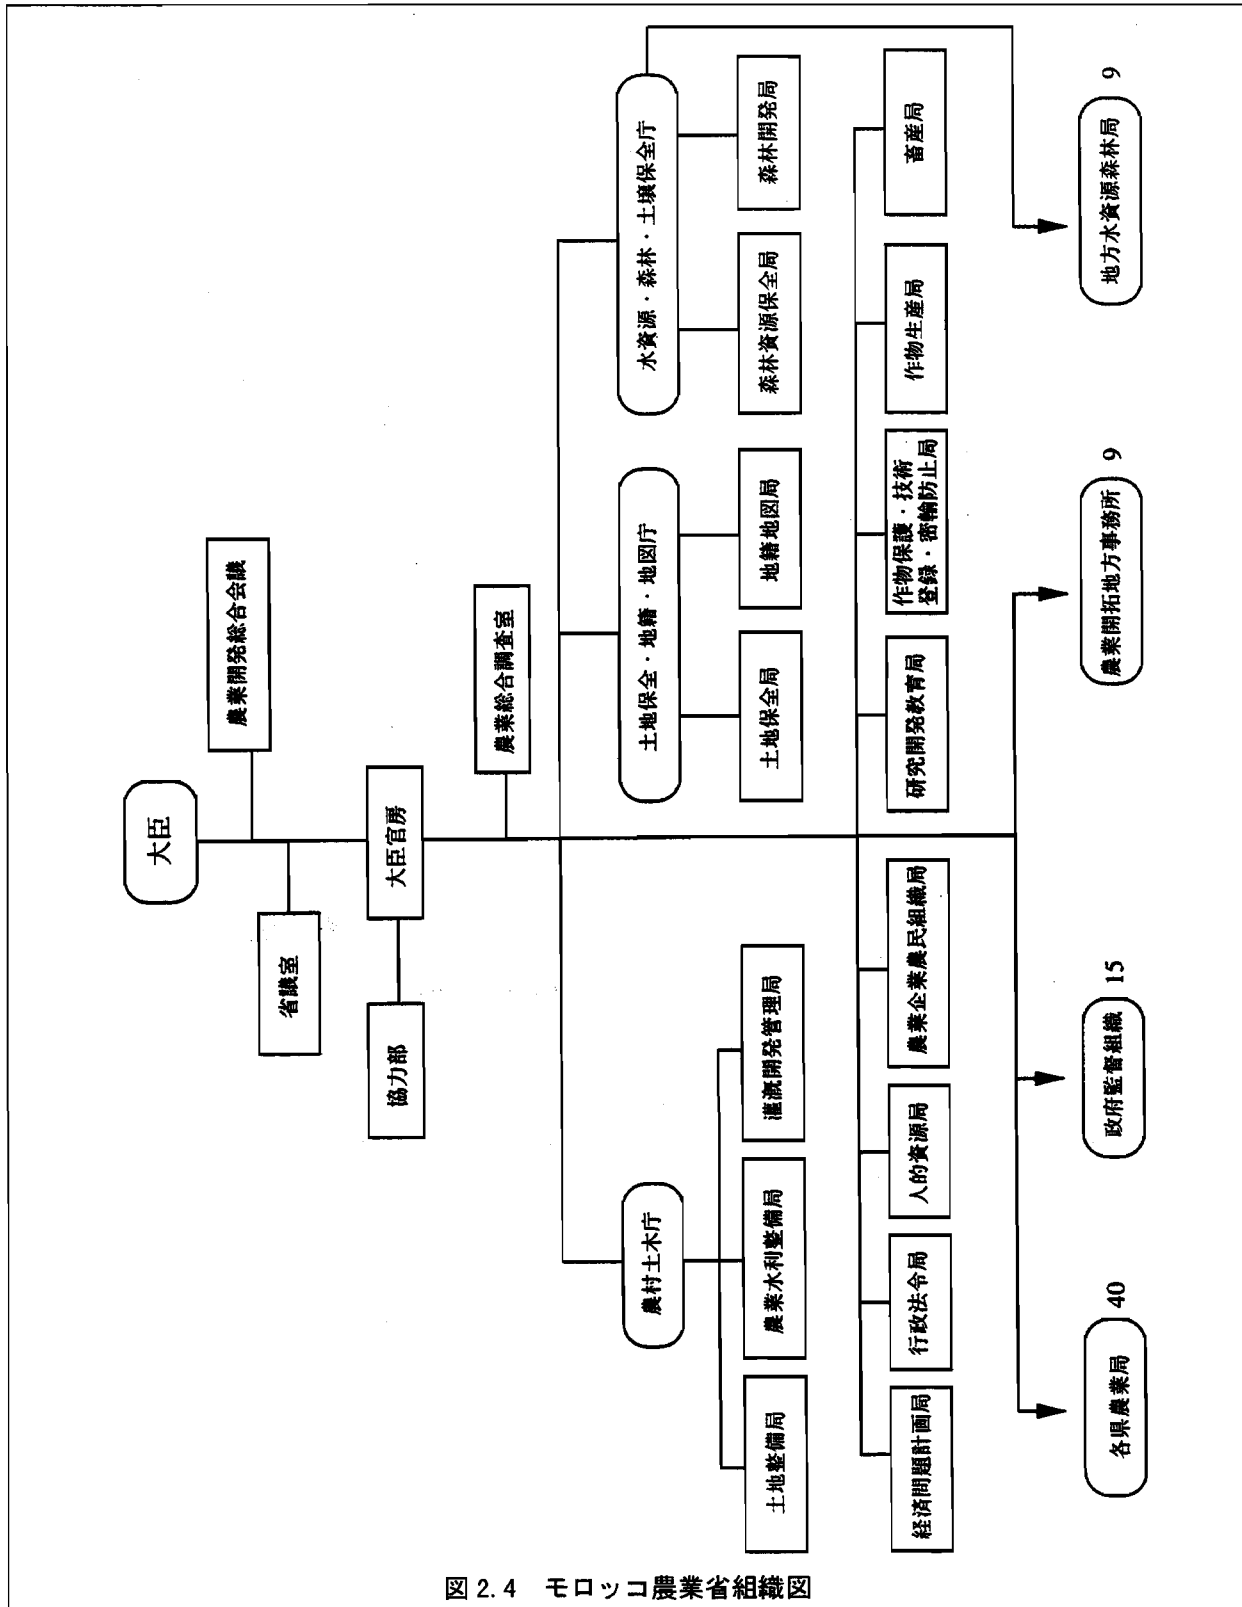 大臣
農業開発総合会議
省議室
大臣官房
協力部
農業総合調査室
農村土木庁
土地保全・地籍・地図庁
水資源・森林・土壌保全庁
土地整備局
農業水利整備局
灌漑開発管理局
土地保全局
地籍地図局
森林資源保全局
森林開発局
経済問題計画局
行政法令局
人的資源局
農業企業農民組織局
研究開発教育局
作物保護・技術
登録・密輸防止局
作物生産局
畜産局
各県農業局 40
政府監督組織 15
農業開拓地方事務所 9
地方水資源森林局 9
図2.4 モロッコ農業省組織図